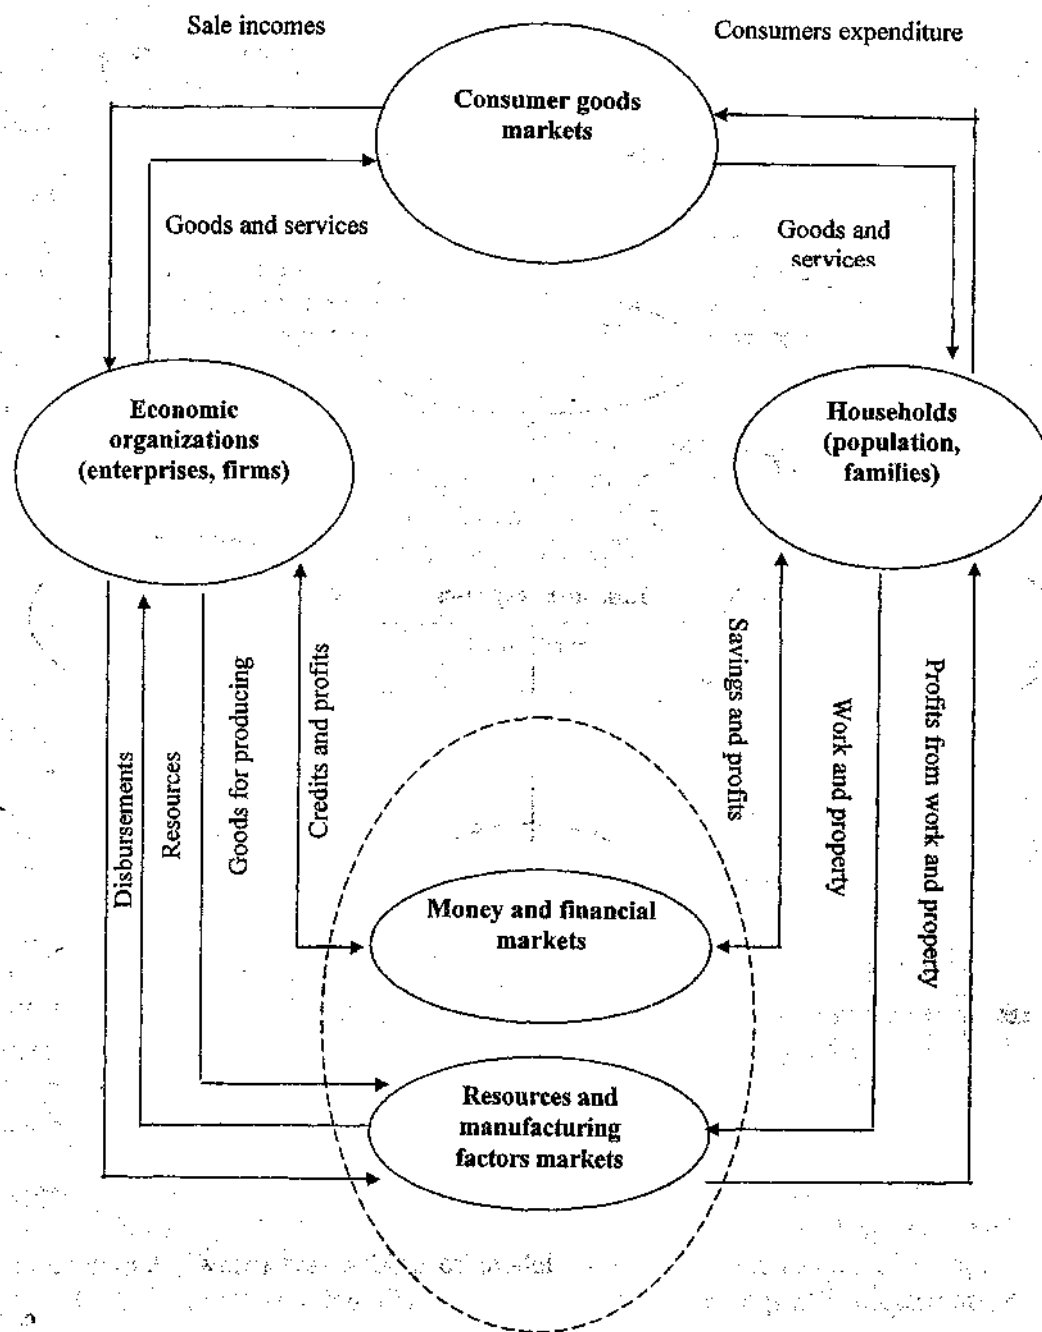 Sale incomes
Consumers expenditure
Consumer goods
markets
Goods and services
Goods and
services
Economic
organizations
(enterprises, firms)
Households
(population,
families)
Disbursements
Resources
Goods for producing
Credits and profits
Savings and profits
Work and property
Profits from work and property
Money and financial
markets
Resources and
manufacturing
factors markets